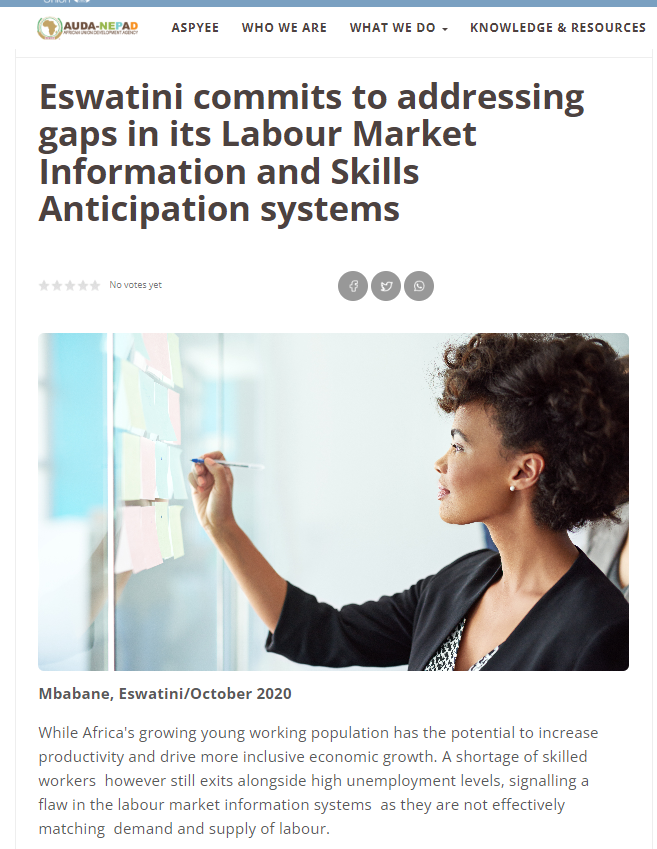 Union
AUDA-NEPAD
AFRICAN UNION DEVELOPMENT AGENCY
ASPYEE
WHO WE ARE
WHAT WE DO
KNOWLEDGE & RESOURCES
Eswatini commits to addressing
gaps in its Labour Market
Information and Skills
Anticipation systems
No votes yet
Mbabane, Eswatini/October 2020
While Africa's growing young working population has the potential to increase
productivity and drive more inclusive economic growth. A shortage of skilled
workers  however still exits alongside high unemployment levels, signalling a
flaw in the labour market information systems  as they are not effectively
matching  demand and supply of labour.